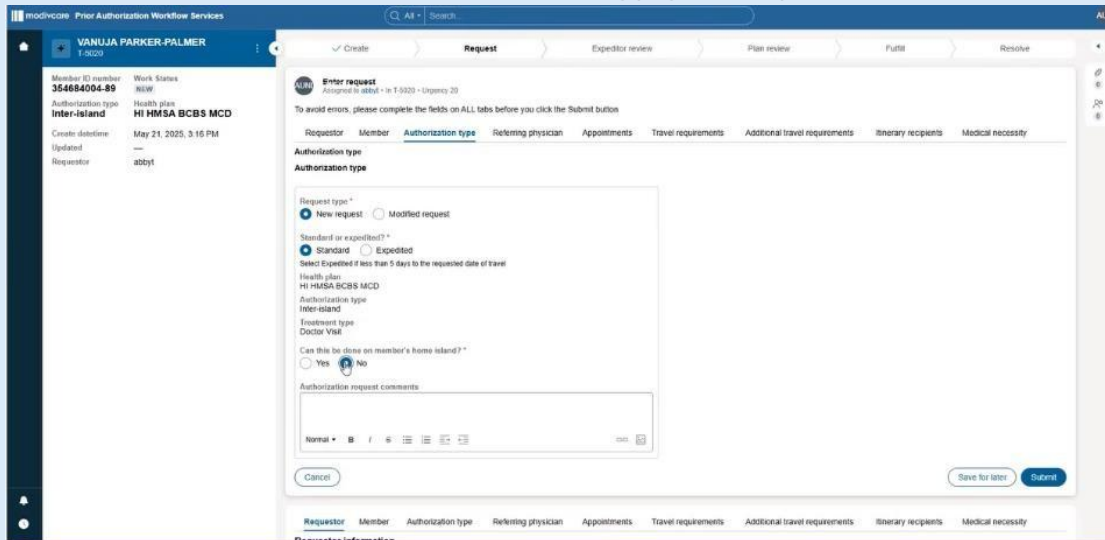 modivcare Prior Authorization Workflow Services
All Search...
VANUJA PARKER-PALMER
T-5020
Member ID number Work Status
354684004-89 NEW
Authorization type Health plan
Inter-island HI HMSA BCBS MCD
Create datetime May 21, 2025, 3:16 PM
Updated —
Requestor abbyt
Create Request Expeditor review Plan review Fulfill Resolve
Enter request
Assigned to abbyt • in T-5020 • Urgency 20
To avoid errors, please complete the fields on ALL tabs before you click the Submit button
Requestor Member Authorization type Referring physician Appointments Travel requirements Additional travel requirements Itinerary recipients Medical necessity
Authorization type
Authorization type
Request type *
New request Modified request
Standard or expedited? *
Standard Expedited
Select Expedited if less than 5 days to the requested date of travel
Health plan
HI HMSA BCBS MCD
Authorization type
Inter-island
Treatment type
Doctor Visit
Can this be done on member's home island? *
Yes No
Authorization request comments
Normal B I S
Cancel Save for later Submit
Requestor Member Authorization type Referring physician Appointments Travel requirements Additional travel requirements Itinerary recipients Medical necessity
Requestor information